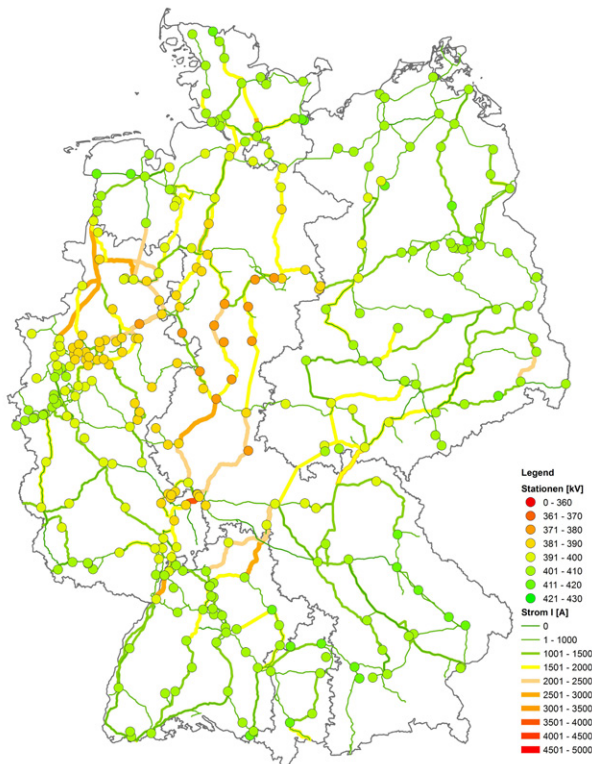 Legend
Stationen [kV]
0 - 360
361 - 370
371 - 380
381 - 390
391 - 400
401 - 410
411 - 420
421 - 430
Strom I [A]
0
1 - 1000
1001 - 1500
1501 - 2000
2001 - 2500
2501 - 3000
3001 - 3500
3501 - 4000
4001 - 4500
4501 - 5000